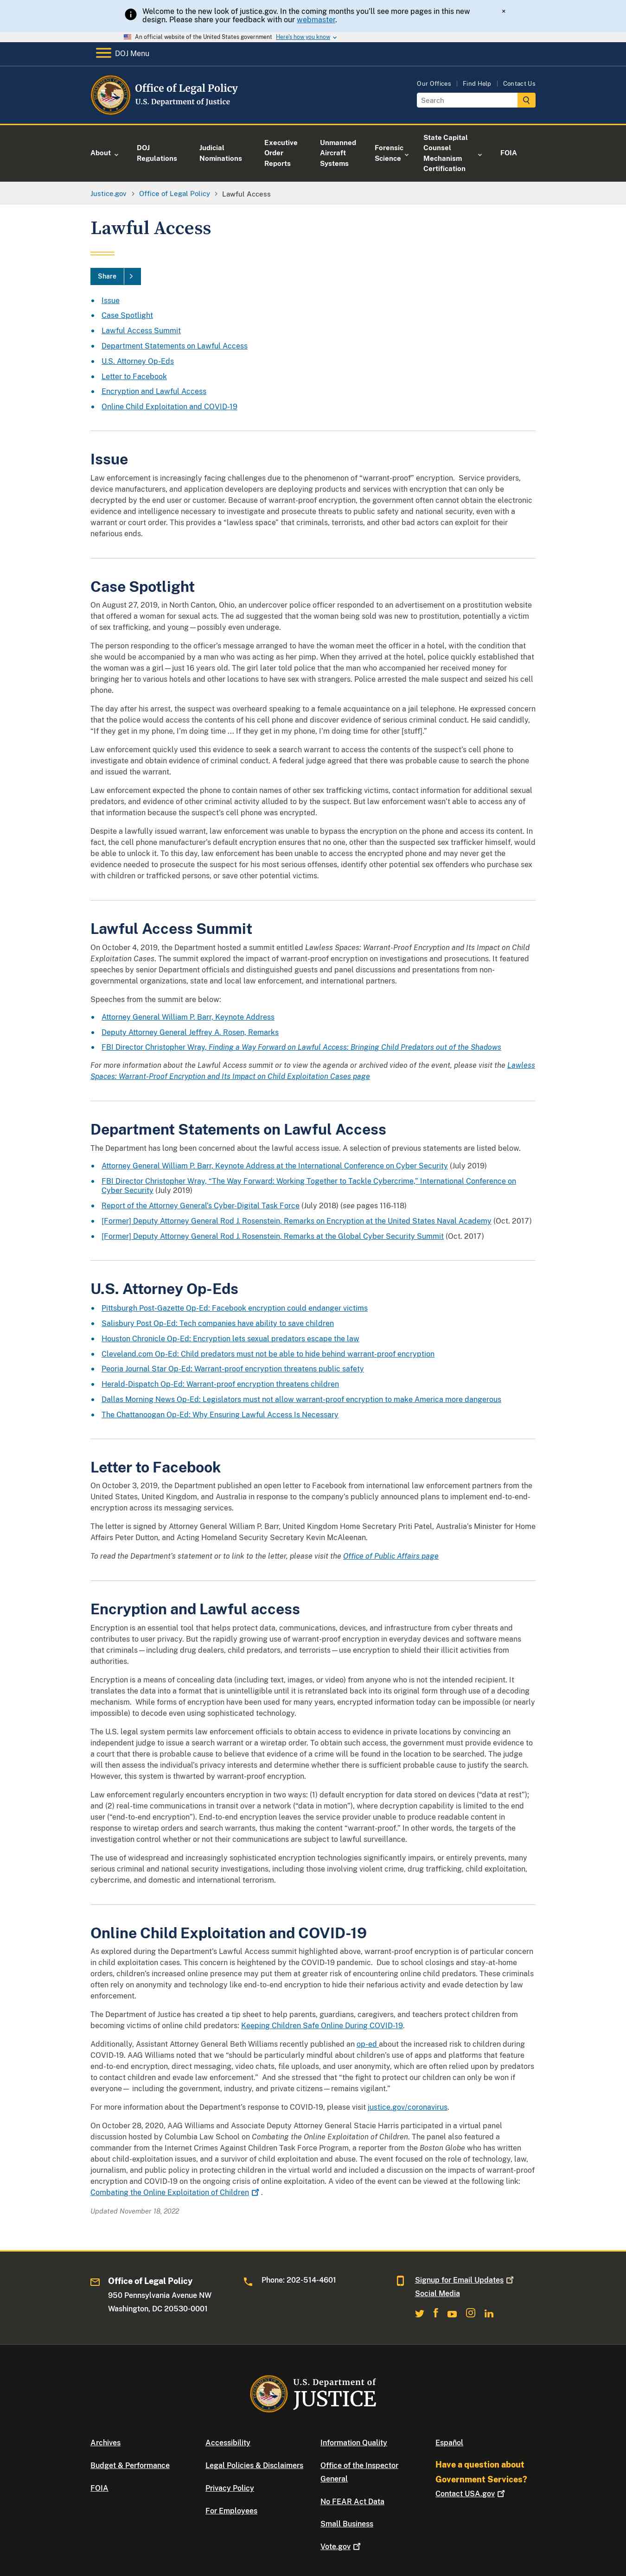 Welcome to the new look of justice.gov. In the coming months you'll see more pages in this new
design. Please share your feedback with our webmaster.
×
An official website of the United States government Here's how you know
DOJ Menu
Office of Legal Policy
U.S. Department of Justice
Our Offices | Find Help | Contact Us
Search
About
DOJ
Regulations
Judicial
Nominations
Executive
Order
Reports
Unmanned
Aircraft
Systems
Forensic
Science
State Capital
Counsel
Mechanism
Certification
FOIA
Justice.gov > Office of Legal Policy > Lawful Access
Lawful Access
Share >
• Issue
• Case Spotlight
• Lawful Access Summit
• Department Statements on Lawful Access
• U.S. Attorney Op-Eds
• Letter to Facebook
• Encryption and Lawful Access
• Online Child Exploitation and COVID-19
Issue
Law enforcement is increasingly facing challenges due to the phenomenon of “warrant-proof” encryption.  Service providers,
device manufacturers, and application developers are deploying products and services with encryption that can only be
decrypted by the end user or customer. Because of warrant-proof encryption, the government often cannot obtain the electronic
evidence and intelligence necessary to investigate and prosecute threats to public safety and national security, even with a
warrant or court order. This provides a “lawless space” that criminals, terrorists, and other bad actors can exploit for their
nefarious ends.
Case Spotlight
On August 27, 2019, in North Canton, Ohio, an undercover police officer responded to an advertisement on a prostitution website
that offered a woman for sexual acts. The ad suggested that the woman being sold online was underage, a potentially a victim
of sex trafficking, and young—possibly even underage.
The person responding to the officer's message arranged to have the woman meet the officer in a hotel, with the condition that
she would be accompanied by a man who was acting as her pimp. When they arrived at the hotel, police quickly established that
the woman was a girl—just 16 years old. The girl later told police that the man who accompanied her received money for
bringing her to various hotels and other locations to have sex with strangers. Police arrested the male suspect and seized his cell
phone.
The day after his arrest, the suspect was overheard speaking to a female acquaintance on a jail telephone. He expressed concern
that the police would access the contents of his cell phone and discover evidence of serious criminal conduct. He said candidly,
“If they get in my phone, I'm doing time ... If they get in my phone, I'm doing time for other [stuff].”
Law enforcement quickly used this evidence to seek a search warrant to access the contents of the suspect's cell phone to
investigate and obtain evidence of criminal conduct. A federal judge agreed that there was probable cause to search the phone
and issued the warrant.
Law enforcement expected the phone to contain names of other sex trafficking victims, contact information for additional sexual
predators, and evidence of other criminal activity alluded to by the suspect. But law enforcement wasn't able to access any of
that information because the suspect's cell phone was encrypted.
Despite a lawfully issued warrant, law enforcement was unable to bypass the encryption on the phone and access its content. In
fact, the cell phone manufacturer's default encryption ensures that no one, other than the suspected sex trafficker himself, would
be able to unlock it. To this day, law enforcement has been unable to access the encrypted phone and may never get the
evidence needed to prosecute the suspect for his most serious offenses, identify other potential sex offenders who purchase sex
with children or trafficked persons, or save other potential victims.
Lawful Access Summit
On October 4, 2019, the Department hosted a summit entitled Lawless Spaces: Warrant-Proof Encryption and Its Impact on Child
Exploitation Cases. The summit explored the impact of warrant-proof encryption on investigations and prosecutions. It featured
speeches by senior Department officials and distinguished guests and panel discussions and presentations from non-
governmental organizations, state and local law enforcement, and international partners.
Speeches from the summit are below:
• Attorney General William P. Barr, Keynote Address
• Deputy Attorney General Jeffrey A. Rosen, Remarks
• FBI Director Christopher Wray, Finding a Way Forward on Lawful Access: Bringing Child Predators out of the Shadows
For more information about the Lawful Access summit or to view the agenda or archived video of the event, please visit the Lawless
Spaces: Warrant-Proof Encryption and Its Impact on Child Exploitation Cases page
Department Statements on Lawful Access
The Department has long been concerned about the lawful access issue. A selection of previous statements are listed below.
• Attorney General William P. Barr, Keynote Address at the International Conference on Cyber Security (July 2019)
• FBI Director Christopher Wray, “The Way Forward: Working Together to Tackle Cybercrime,” International Conference on
Cyber Security (July 2019)
• Report of the Attorney General's Cyber-Digital Task Force (July 2018) (see pages 116-118)
• [Former] Deputy Attorney General Rod J. Rosenstein, Remarks on Encryption at the United States Naval Academy (Oct. 2017)
• [Former] Deputy Attorney General Rod J. Rosenstein, Remarks at the Global Cyber Security Summit (Oct. 2017)
U.S. Attorney Op-Eds
• Pittsburgh Post-Gazette Op-Ed: Facebook encryption could endanger victims
• Salisbury Post Op-Ed: Tech companies have ability to save children
• Houston Chronicle Op-Ed: Encryption lets sexual predators escape the law
• Cleveland.com Op-Ed: Child predators must not be able to hide behind warrant-proof encryption
• Peoria Journal Star Op-Ed: Warrant-proof encryption threatens public safety
• Herald-Dispatch Op-Ed: Warrant-proof encryption threatens children
• Dallas Morning News Op-Ed: Legislators must not allow warrant-proof encryption to make America more dangerous
• The Chattanoogan Op-Ed: Why Ensuring Lawful Access Is Necessary
Letter to Facebook
On October 3, 2019, the Department published an open letter to Facebook from international law enforcement partners from the
United States, United Kingdom, and Australia in response to the company's publicly announced plans to implement end-to-end-
encryption across its messaging services.
The letter is signed by Attorney General William P. Barr, United Kingdom Home Secretary Priti Patel, Australia's Minister for Home
Affairs Peter Dutton, and Acting Homeland Security Secretary Kevin McAleenan.
To read the Department's statement or to link to the letter, please visit the Office of Public Affairs page
Encryption and Lawful access
Encryption is an essential tool that helps protect data, communications, devices, and infrastructure from cyber threats and
contributes to user privacy. But the rapidly growing use of warrant-proof encryption in everyday devices and software means
that criminals—including drug dealers, child predators, and terrorists—use encryption to shield their illicit activities from
authorities.
Encryption is a means of concealing data (including text, images, or video) from anyone who is not the intended recipient. It
translates the data into a format that is unintelligible until it is retranslated back into its original form through use of a decoding
mechanism.  While forms of encryption have been used for many years, encrypted information today can be impossible (or nearly
impossible) to decode even using sophisticated technology.
The U.S. legal system permits law enforcement officials to obtain access to evidence in private locations by convincing an
independent judge to issue a search warrant or a wiretap order. To obtain such access, the government must provide evidence to
a court that there is probable cause to believe that evidence of a crime will be found in the location to be searched. The judge
will then assess the individual's privacy interests and determine whether there is sufficient factual cause to justify the search.
However, this system is thwarted by warrant-proof encryption.
Law enforcement regularly encounters encryption in two ways: (1) default encryption for data stored on devices (“data at rest”);
and (2) real-time communications in transit over a network (“data in motion”), where decryption capability is limited to the end
user (“end-to-end encryption”). End-to-end encryption leaves the service provider unable to produce readable content in
response to wiretap orders and search warrants, thus making the content “warrant-proof.” In other words, the targets of the
investigation control whether or not their communications are subject to lawful surveillance.
The use of widespread and increasingly sophisticated encryption technologies significantly impairs, or entirely prevents, many
serious criminal and national security investigations, including those involving violent crime, drug trafficking, child exploitation,
cybercrime, and domestic and international terrorism.
Online Child Exploitation and COVID-19
As explored during the Department's Lawful Access summit highlighted above, warrant-proof encryption is of particular concern
in child exploitation cases. This concern is heightened by the COVID-19 pandemic.  Due to school closings and stay-at-home
orders, children's increased online presence may put them at greater risk of encountering online child predators. These criminals
often rely on anonymity and technology like end-to-end encryption to hide their nefarious activity and evade detection by law
enforcement.
The Department of Justice has created a tip sheet to help parents, guardians, caregivers, and teachers protect children from
becoming victims of online child predators: Keeping Children Safe Online During COVID-19.
Additionally, Assistant Attorney General Beth Williams recently published an op-ed about the increased risk to children during
COVID-19. AAG Williams noted that we “should be particularly mindful about children's use of apps and platforms that feature
end-to-end encryption, direct messaging, video chats, file uploads, and user anonymity, which are often relied upon by predators
to contact children and evade law enforcement.”  And she stressed that “the fight to protect our children can only be won if
everyone— including the government, industry, and private citizens—remains vigilant.”
For more information about the Department's response to COVID-19, please visit justice.gov/coronavirus.
On October 28, 2020, AAG Williams and Associate Deputy Attorney General Stacie Harris participated in a virtual panel
discussion hosted by Columbia Law School on Combating the Online Exploitation of Children. The panel also featured a
commander from the Internet Crimes Against Children Task Force Program, a reporter from the Boston Globe who has written
about child-exploitation issues, and a survivor of child exploitation and abuse. The event focused on the role of technology, law,
journalism, and public policy in protecting children in the virtual world and included a discussion on the impacts of warrant-proof
encryption and COVID-19 on the ongoing crisis of online exploitation. A video of the event can be viewed at the following link:
Combating the Online Exploitation of Children .
Updated November 18, 2022
Office of Legal Policy
950 Pennsylvania Avenue NW
Washington, DC 20530-0001
Phone: 202-514-4601
Signup for Email Updates
Social Media
U.S. Department of
JUSTICE
Archives
Budget & Performance
FOIA
Accessibility
Legal Policies & Disclaimers
Privacy Policy
For Employees
Information Quality
Office of the Inspector
General
No FEAR Act Data
Small Business
Vote.gov
Español
Have a question about
Government Services?
Contact USA.gov